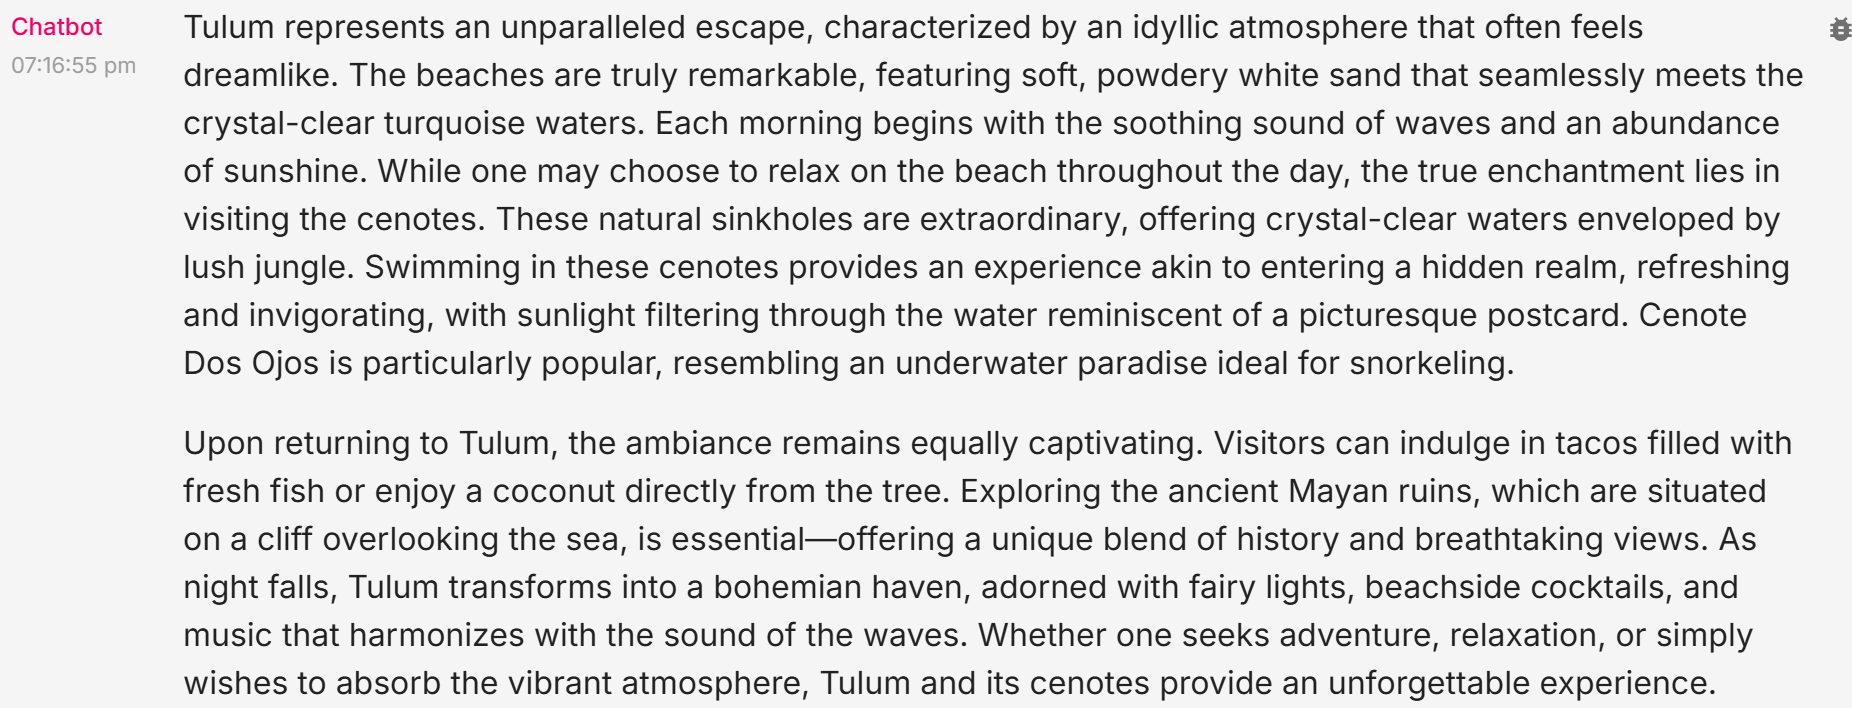 Chatbot
07:16:55 pm
Tulum represents an unparalleled escape, characterized by an idyllic atmosphere that often feels
dreamlike. The beaches are truly remarkable, featuring soft, powdery white sand that seamlessly meets the
crystal-clear turquoise waters. Each morning begins with the soothing sound of waves and an abundance
of sunshine. While one may choose to relax on the beach throughout the day, the true enchantment lies in
visiting the cenotes. These natural sinkholes are extraordinary, offering crystal-clear waters enveloped by
lush jungle. Swimming in these cenotes provides an experience akin to entering a hidden realm, refreshing
and invigorating, with sunlight filtering through the water reminiscent of a picturesque postcard. Cenote
Dos Ojos is particularly popular, resembling an underwater paradise ideal for snorkeling.
Upon returning to Tulum, the ambiance remains equally captivating. Visitors can indulge in tacos filled with
fresh fish or enjoy a coconut directly from the tree. Exploring the ancient Mayan ruins, which are situated
on a cliff overlooking the sea, is essential—offering a unique blend of history and breathtaking views. As
night falls, Tulum transforms into a bohemian haven, adorned with fairy lights, beachside cocktails, and
music that harmonizes with the sound of the waves. Whether one seeks adventure, relaxation, or simply
wishes to absorb the vibrant atmosphere, Tulum and its cenotes provide an unforgettable experience.